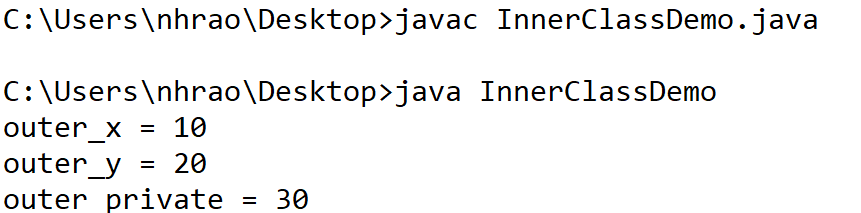 C:\Users\nhrao\Desktop>javac InnerClassDemo.java
C:\Users\nhrao\Desktop>java InnerClassDemo
outer_x = 10
outer_y = 20
outer private = 30